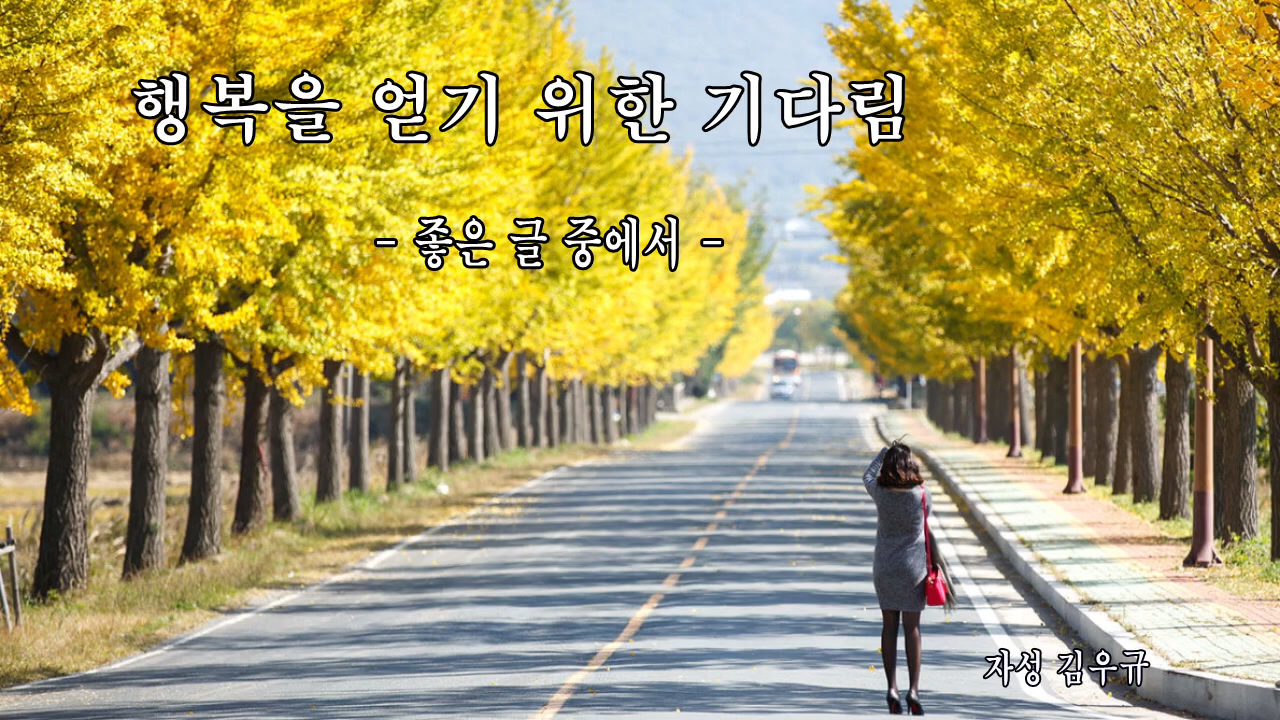 행복을 얻기 위한 기다림
- 좋은 글 중에서 -
자성 김우규